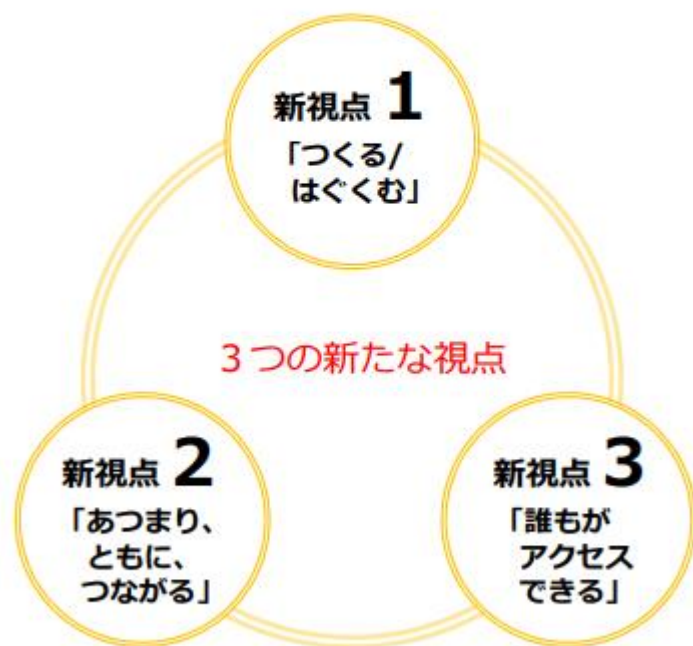 新視点 1
「つくる/
はぐくむ」
３つの新たな視点
新視点 2
「あつまり、
ともに、
つながる」
新視点 3
「誰もが
アクセス
できる」